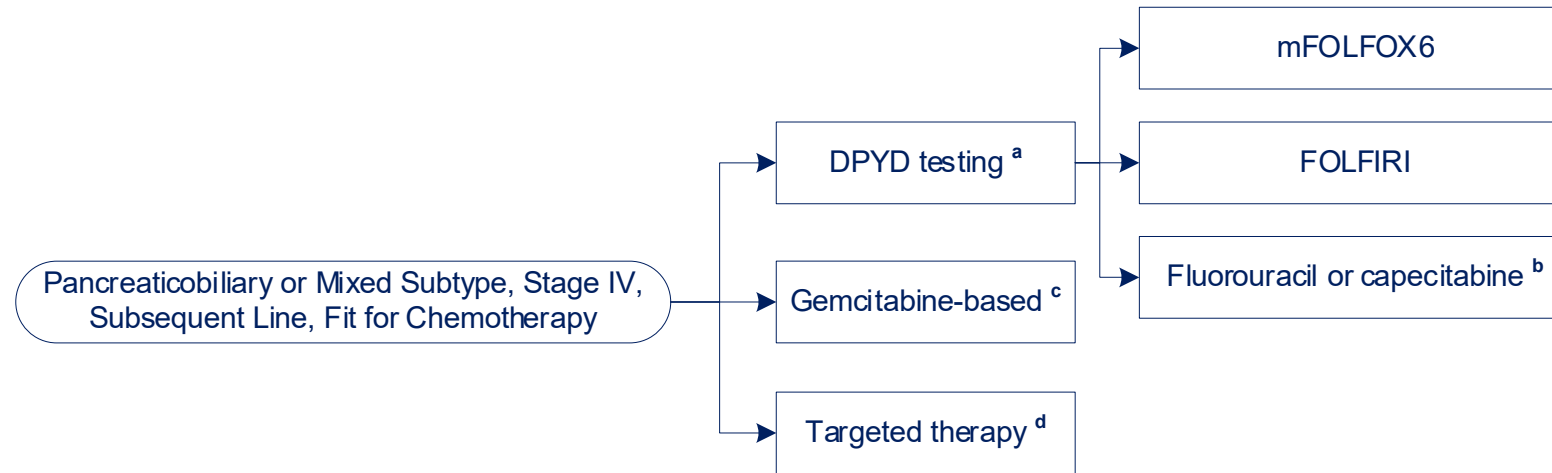 mFOLFOX6
DPYD testing a
FOLFIRI
Fluorouracil or capecitabine b
Pancreaticobiliary or Mixed Subtype, Stage IV,
Subsequent Line, Fit for Chemotherapy
Gemcitabine-based c
Targeted therapy d